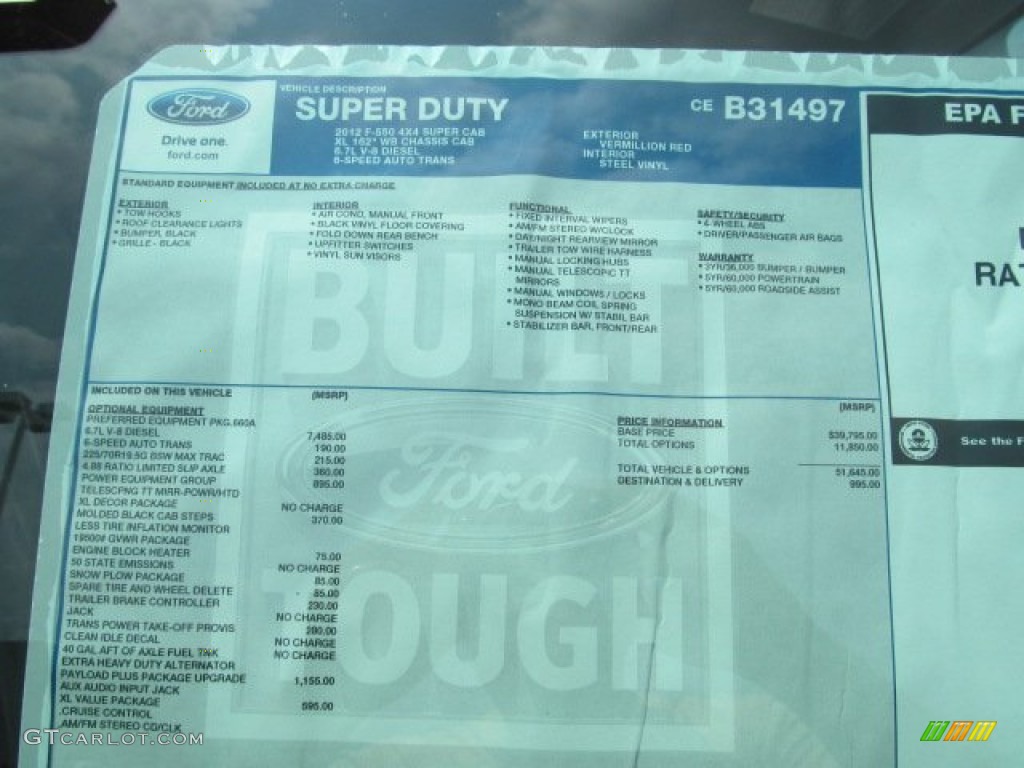 Ford
Drive one.
ford.com
VEHICLE DESCRIPTION
SUPER DUTY
2012 F-550 4X4 SUPER CAB
XL 162" WB CHASSIS CAB
6.7L V-8 DIESEL
6-SPEED AUTO TRANS
EXTERIOR
VERMILLION RED
INTERIOR
STEEL VINYL
CE B31497
EPA F
STANDARD EQUIPMENT INCLUDED AT NO EXTRA CHARGE
EXTERIOR
• TOW HOOKS
• ROOF CLEARANCE LIGHTS
• BUMPER, BLACK
• GRILLE - BLACK
INTERIOR
• AIR COND, MANUAL FRONT
• BLACK VINYL FLOOR COVERING
• FOLD DOWN REAR BENCH
• UPFITTER SWITCHES
• VINYL SUN VISORS
FUNCTIONAL
• FIXED INTERVAL WIPERS
• AM/FM STEREO W/CLOCK
• DAY/NIGHT REARVIEW MIRROR
• TRAILER TOW WIRE HARNESS
• MANUAL LOCKING HUBS
• MANUAL TELESCOPIC TT
MIRRORS
• MANUAL WINDOWS / LOCKS
• MONO BEAM COIL SPRING
SUSPENSION W/ STABIL BAR
• STABILIZER BAR, FRONT/REAR
SAFETY/SECURITY
• 4-WHEEL ABS
• DRIVER/PASSENGER AIR BAGS
WARRANTY
• 3YR/36,000 BUMPER / BUMPER
• 5YR/60,000 POWERTRAIN
• 5YR/60,000 ROADSIDE ASSIST
RAT
BUILT
Ford
TOUGH
INCLUDED ON THIS VEHICLE (MSRP)
OPTIONAL EQUIPMENT
PREFERRED EQUIPMENT PKG.660A
6.7L V-8 DIESEL 7,485.00
6-SPEED AUTO TRANS 190.00
225/70R19.5G BSW MAX TRAC 215.00
4.88 RATIO LIMITED SLIP AXLE 360.00
POWER EQUIPMENT GROUP 895.00
TELESCPNG TT MIRR-POWR/HTD
XL DECOR PACKAGE NO CHARGE
MOLDED BLACK CAB STEPS 370.00
LESS TIRE INFLATION MONITOR
19500# GVWR PACKAGE
ENGINE BLOCK HEATER 75.00
50 STATE EMISSIONS NO CHARGE
SNOW PLOW PACKAGE 85.00
SPARE TIRE AND WHEEL DELETE - 85.00
TRAILER BRAKE CONTROLLER 230.00
JACK NO CHARGE
TRANS POWER TAKE-OFF PROVIS 280.00
CLEAN IDLE DECAL NO CHARGE
40 GAL AFT OF AXLE FUEL TNK NO CHARGE
EXTRA HEAVY DUTY ALTERNATOR
PAYLOAD PLUS PACKAGE UPGRADE 1,155.00
AUX AUDIO INPUT JACK
XL VALUE PACKAGE 595.00
.CRUISE CONTROL
.AM/FM STEREO CD/CLK
(MSRP)
PRICE INFORMATION
BASE PRICE $39,795.00
TOTAL OPTIONS 11,850.00
TOTAL VEHICLE & OPTIONS 51,645.00
DESTINATION & DELIVERY 995.00
See the F
GTCARLOT.COM